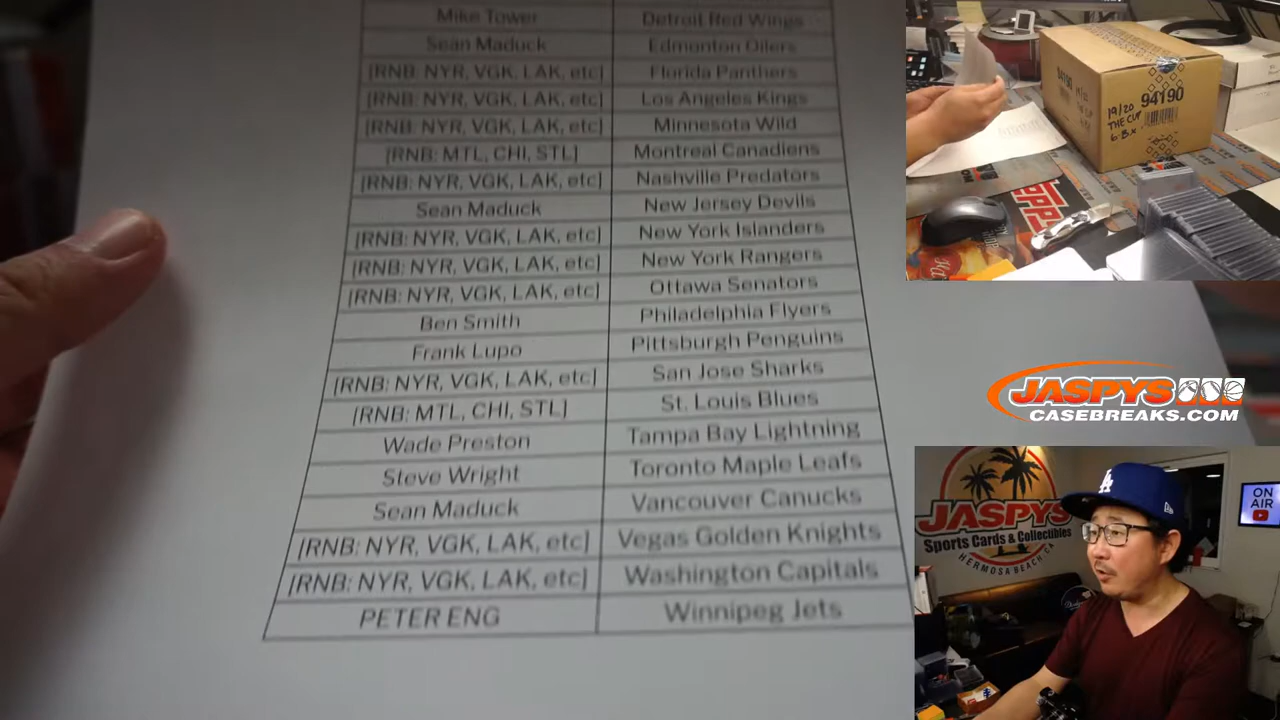 Mike Tower Detroit Red Wings
Sean Maduck Edmonton Oilers
[RNB: NYR, VGK, LAK, etc] Florida Panthers
[RNB: NYR, VGK, LAK, etc] Los Angeles Kings
[RNB: NYR, VGK, LAK, etc] Minnesota Wild
[RNB: MTL, CHI, STL] Montreal Canadiens
[RNB: NYR, VGK, LAK, etc] Nashville Predators
Sean Maduck New Jersey Devils
[RNB: NYR, VGK, LAK, etc] New York Islanders
[RNB: NYR, VGK, LAK, etc] New York Rangers
[RNB: NYR, VGK, LAK, etc] Ottawa Senators
Ben Smith Philadelphia Flyers
Frank Lupo Pittsburgh Penguins
[RNB: NYR, VGK, LAK, etc] San Jose Sharks
[RNB: MTL, CHI, STL] St. Louis Blues
Wade Preston Tampa Bay Lightning
Steve Wright Toronto Maple Leafs
Sean Maduck Vancouver Canucks
[RNB: NYR, VGK, LAK, etc] Vegas Golden Knights
[RNB: NYR, VGK, LAK, etc] Washington Capitals
PETER ENG Winnipeg Jets
94190
94190
19/20
THE CUP
TOPPS
JASPYS
CASEBREAKS.COM
JASPYS
Sports Cards & Collectibles
HERMOSA BEACH CA
LA
ON
AIR